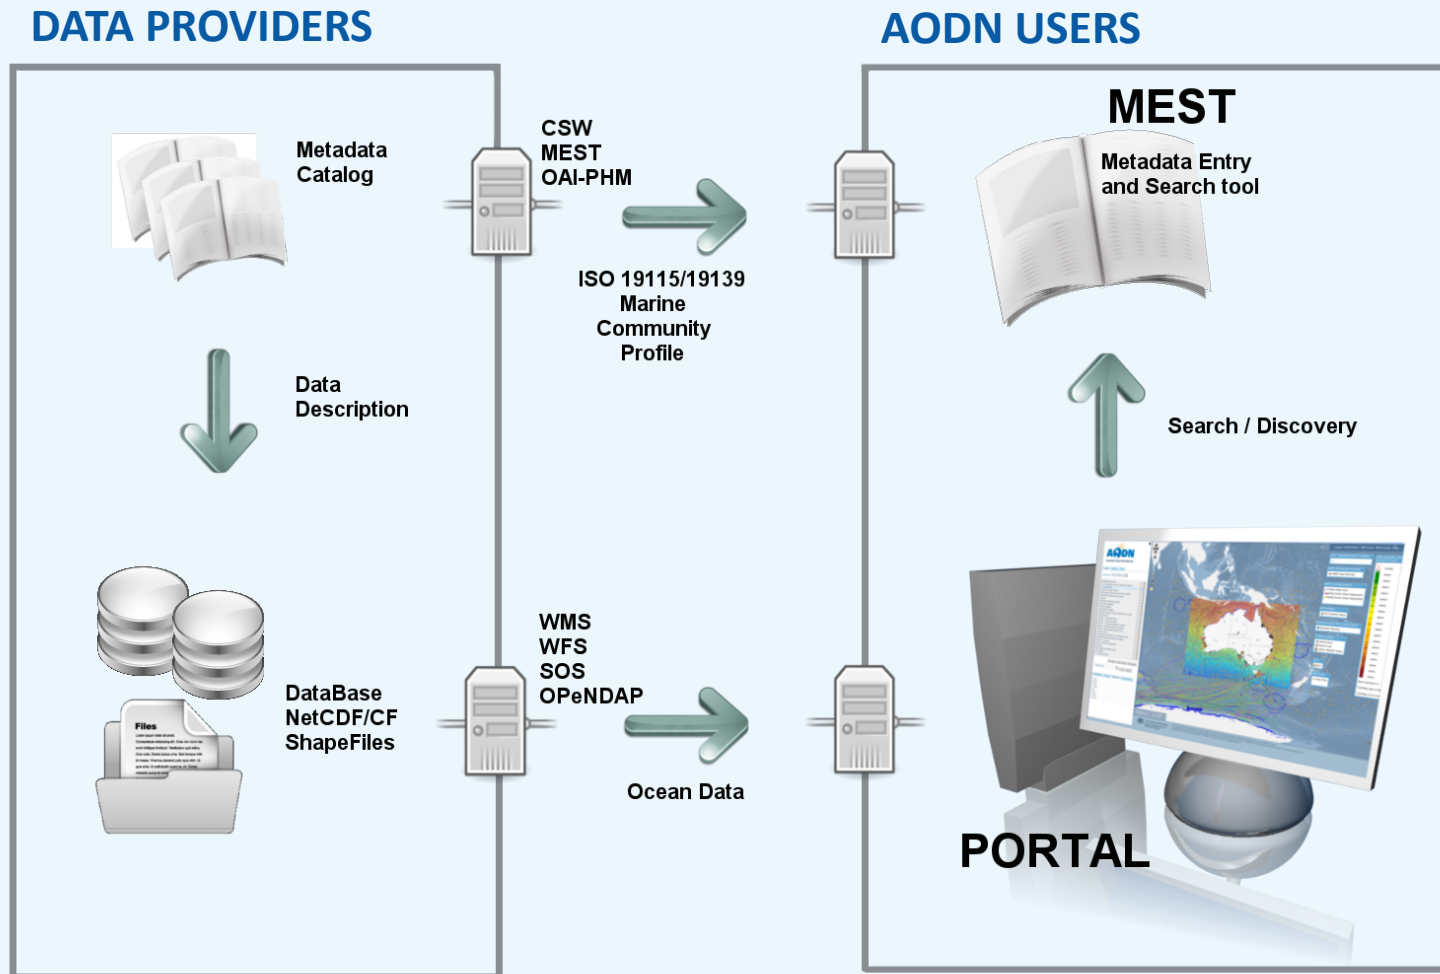 DATA PROVIDERS
AODN USERS
Metadata
Catalog
CSW
MEST
OAI-PHM
ISO 19115/19139
Marine
Community
Profile
MEST
Metadata Entry
and Search tool
Data
Description
Search / Discovery
Files
DataBase
NetCDF/CF
ShapeFiles
WMS
WFS
SOS
OPeNDAP
Ocean Data
AODN
PORTAL